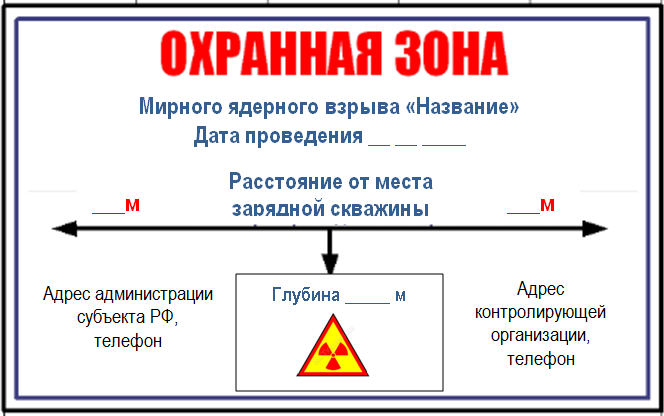 ОХРАННАЯ ЗОНА
Мирного ядерного взрыва «Название»
Дата проведения __ __ ____
Расстояние от места
зарядной скважины
___м
___м
Адрес администрации
субъекта РФ,
телефон
Глубина _____ м
Адрес
контролирующей
организации,
телефон